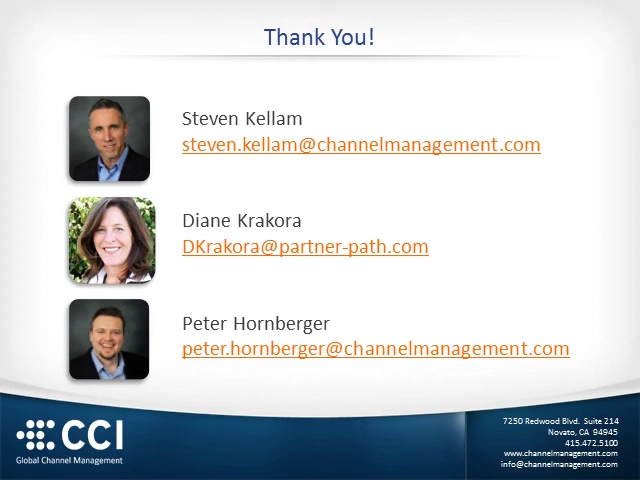 Thank You!
Steven Kellam
steven.kellam@channelmanagement.com
Diane Krakora
DKrakora@partner-path.com
Peter Hornberger
peter.hornberger@channelmanagement.com
CCI
Global Channel Management
7250 Redwood Blvd. Suite 214
Novato, CA 94945
415.472.5100
www.channelmanagement.com
info@channelmanagement.com